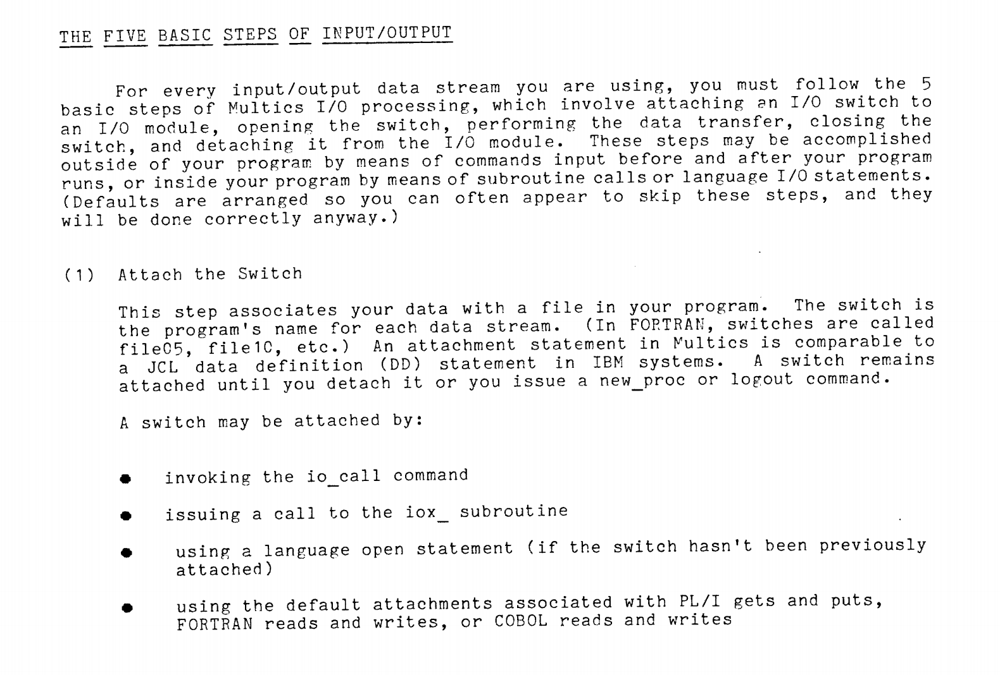 THE FIVE BASIC STEPS OF INPUT/OUTPUT
For every input/output data stream you are using, you must follow the 5
basic steps of Multics I/O processing, which involve attaching an I/O switch to
an I/O module, opening the switch, performing the data transfer, closing the
switch, and detaching it from the I/O module. These steps may be accomplished
outside of your program by means of commands input before and after your program
runs, or inside your program by means of subroutine calls or language I/O statements.
(Defaults are arranged so you can often appear to skip these steps, and they
will be done correctly anyway.)
(1) Attach the Switch
This step associates your data with a file in your program. The switch is
the program's name for each data stream. (In FORTRAN, switches are called
file05, file10, etc.) An attachment statement in Multics is comparable to
a JCL data definition (DD) statement in IBM systems. A switch remains
attached until you detach it or you issue a new_proc or logout command.
A switch may be attached by:
● invoking the io_call command
● issuing a call to the iox_ subroutine
● using a language open statement (if the switch hasn't been previously
attached)
● using the default attachments associated with PL/I gets and puts,
FORTRAN reads and writes, or COBOL reads and writes